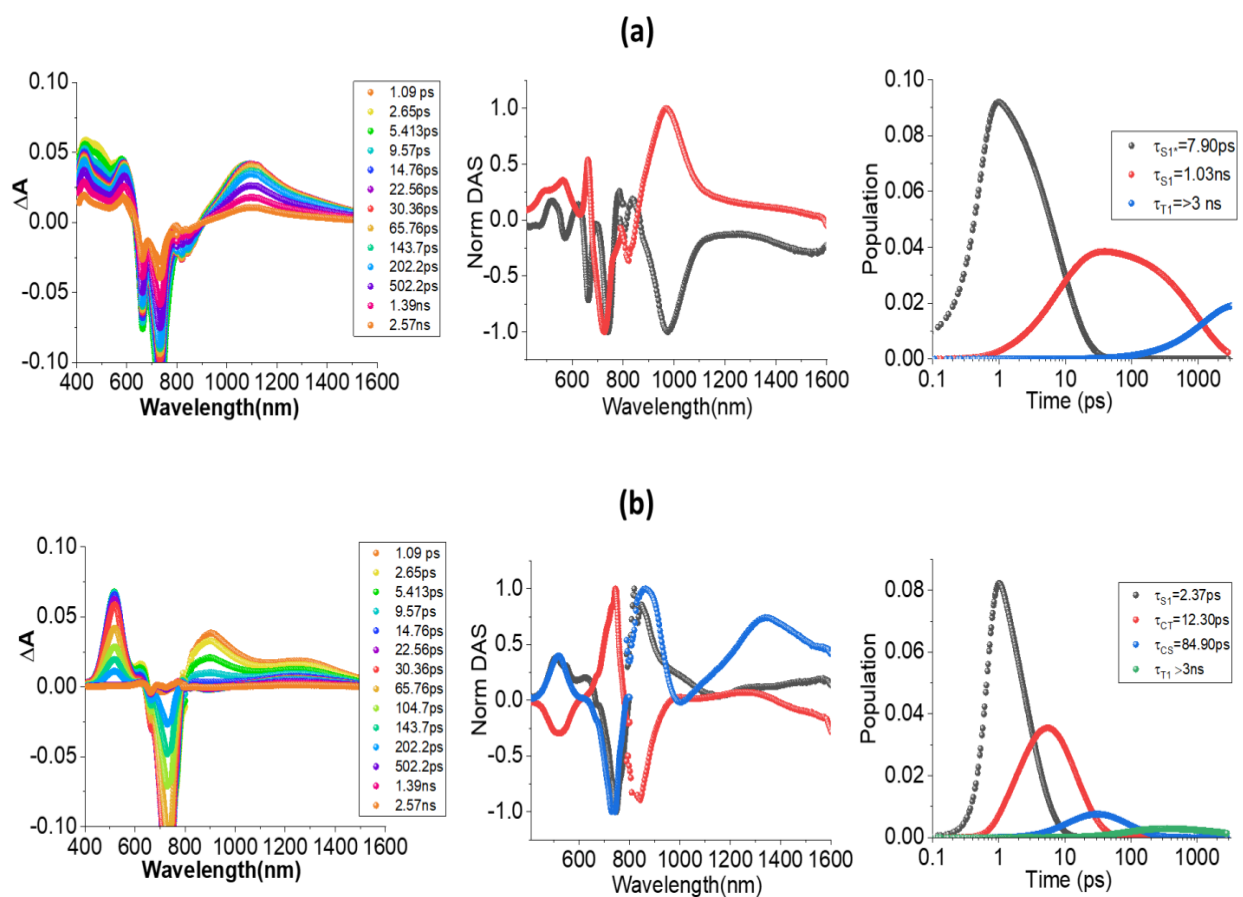 (a)
ΔA
0.10
0.05
0.00
-0.05
-0.10
400 600 800 1000 1200 1400 1600
Wavelength(nm)
1.09 ps
2.65ps
5.413ps
9.57ps
14.76ps
22.56ps
30.36ps
65.76ps
143.7ps
202.2ps
502.2ps
1.39ns
2.57ns
Norm DAS
1.0
0.5
0.0
-0.5
-1.0
600 800 1000 1200 1400 1600
Wavelength(nm)
Population
0.10
0.08
0.06
0.04
0.02
0.00
0.1 1 10 100 1000
Time (ps)
τS1*=7.90ps
τS1=1.03ns
τT1=>3 ns
(b)
ΔA
0.10
0.05
0.00
-0.05
-0.10
400 600 800 1000 1200 1400 1600
Wavelength(nm)
1.09 ps
2.65ps
5.413ps
9.57ps
14.76ps
22.56ps
30.36ps
65.76ps
104.7ps
143.7ps
202.2ps
502.2ps
1.39ns
2.57ns
Norm DAS
1.0
0.5
0.0
-0.5
-1.0
600 800 1000 1200 1400 1600
Wavelength(nm)
Population
0.08
0.06
0.04
0.02
0.00
0.1 1 10 100 1000
Time (ps)
τS1=2.37ps
τCT=12.30ps
τCS=84.90ps
τT1 >3ns